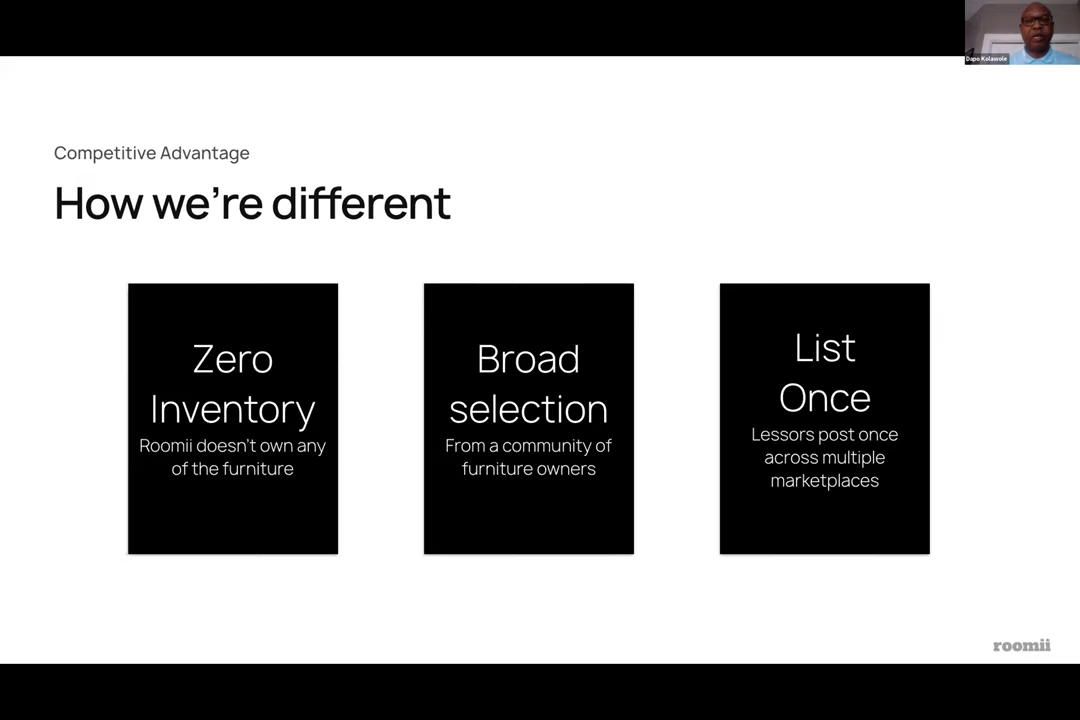 Dapo Kolawole
Competitive Advantage
How we’re different
Zero
Inventory
Roomii doesn’t own any
of the furniture
Broad
selection
From a community of
furniture owners
List
Once
Lessors post once
across multiple
marketplaces
roomii